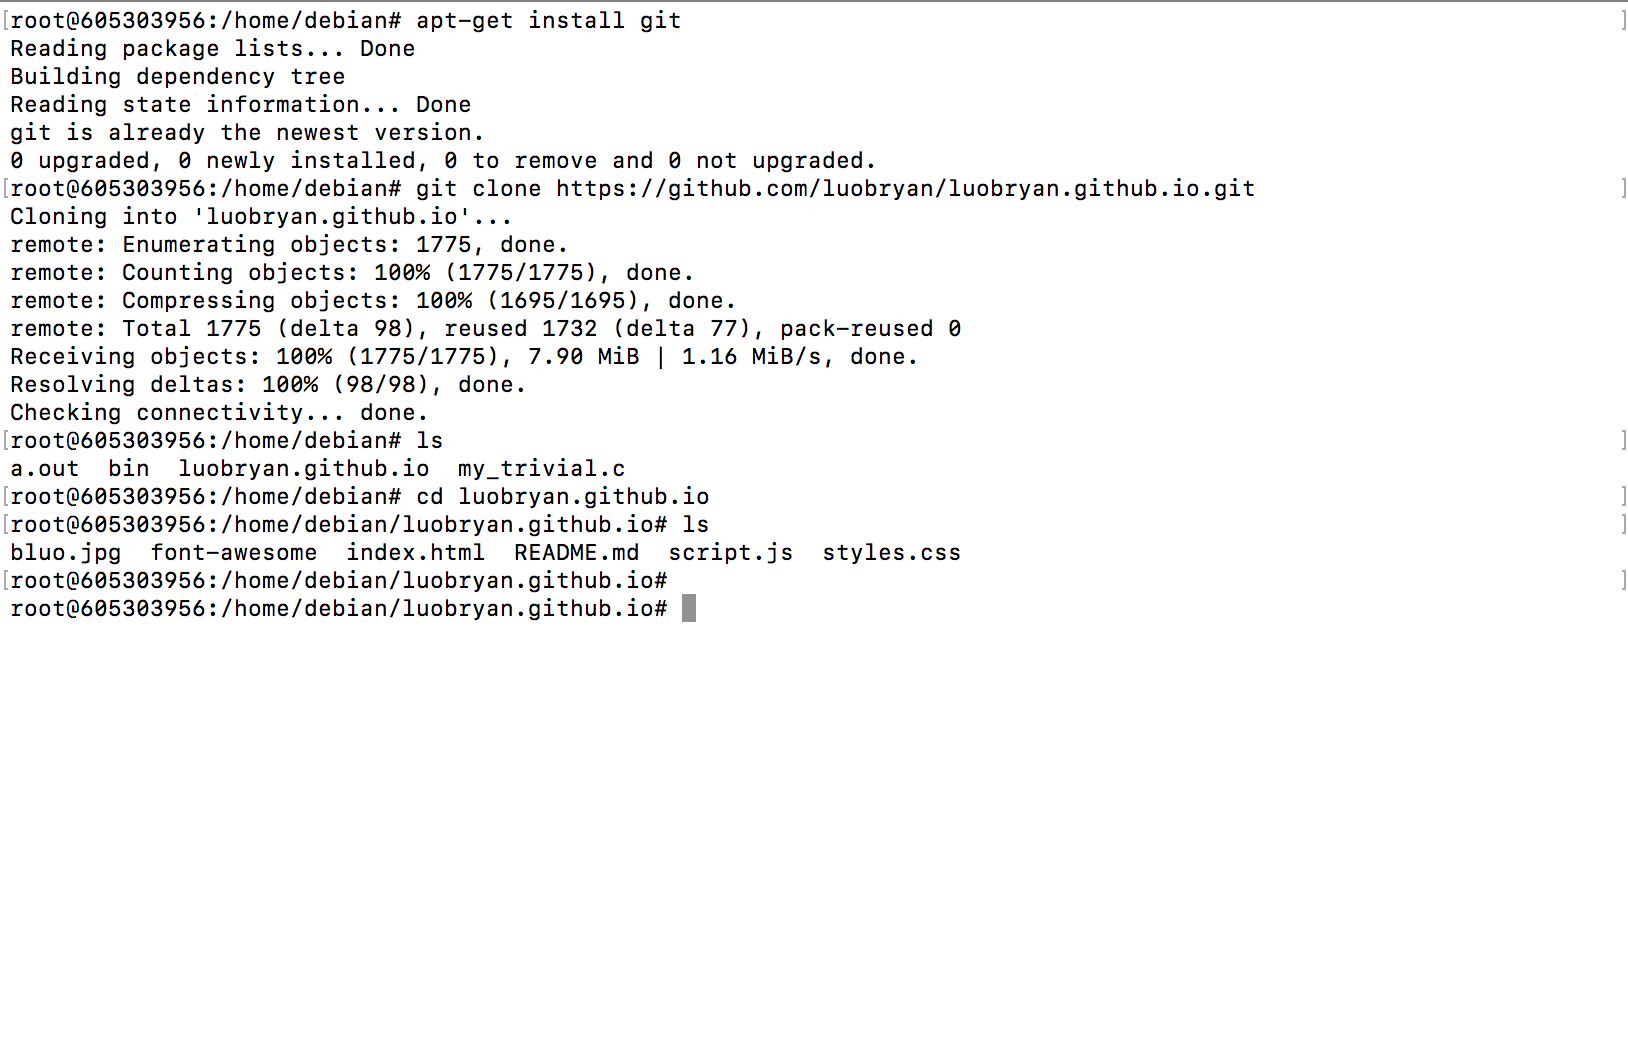 [root@605303956:/home/debian# apt-get install git ]
Reading package lists... Done
Building dependency tree
Reading state information... Done
git is already the newest version.
0 upgraded, 0 newly installed, 0 to remove and 0 not upgraded.
[root@605303956:/home/debian# git clone https://github.com/luobryan/luobryan.github.io.git ]
Cloning into 'luobryan.github.io'...
remote: Enumerating objects: 1775, done.
remote: Counting objects: 100% (1775/1775), done.
remote: Compressing objects: 100% (1695/1695), done.
remote: Total 1775 (delta 98), reused 1732 (delta 77), pack-reused 0
Receiving objects: 100% (1775/1775), 7.90 MiB | 1.16 MiB/s, done.
Resolving deltas: 100% (98/98), done.
Checking connectivity... done.
[root@605303956:/home/debian# ls ]
a.out  bin  luobryan.github.io  my_trivial.c
[root@605303956:/home/debian# cd luobryan.github.io ]
[root@605303956:/home/debian/luobryan.github.io# ls ]
bluo.jpg  font-awesome  index.html  README.md  script.js  styles.css
[root@605303956:/home/debian/luobryan.github.io# ]
root@605303956:/home/debian/luobryan.github.io#